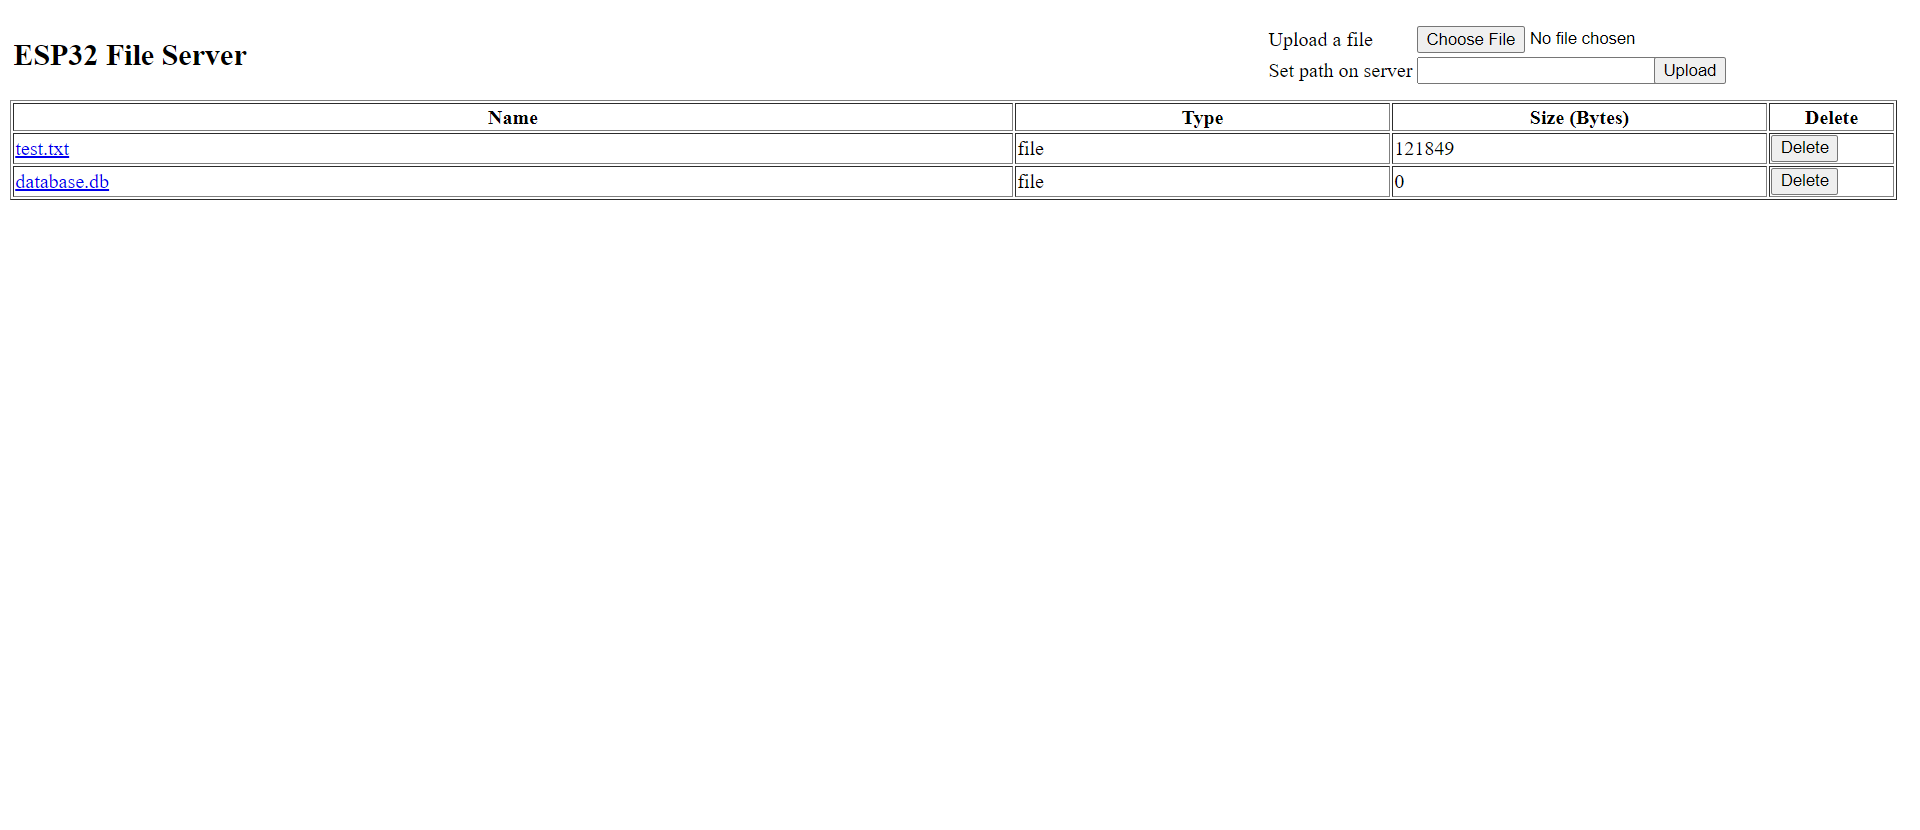 ESP32 File Server
Upload a file Choose File No file chosen
Set path on server Upload
Name Type Size (Bytes) Delete
test.txt file 121849 Delete
database.db file 0 Delete